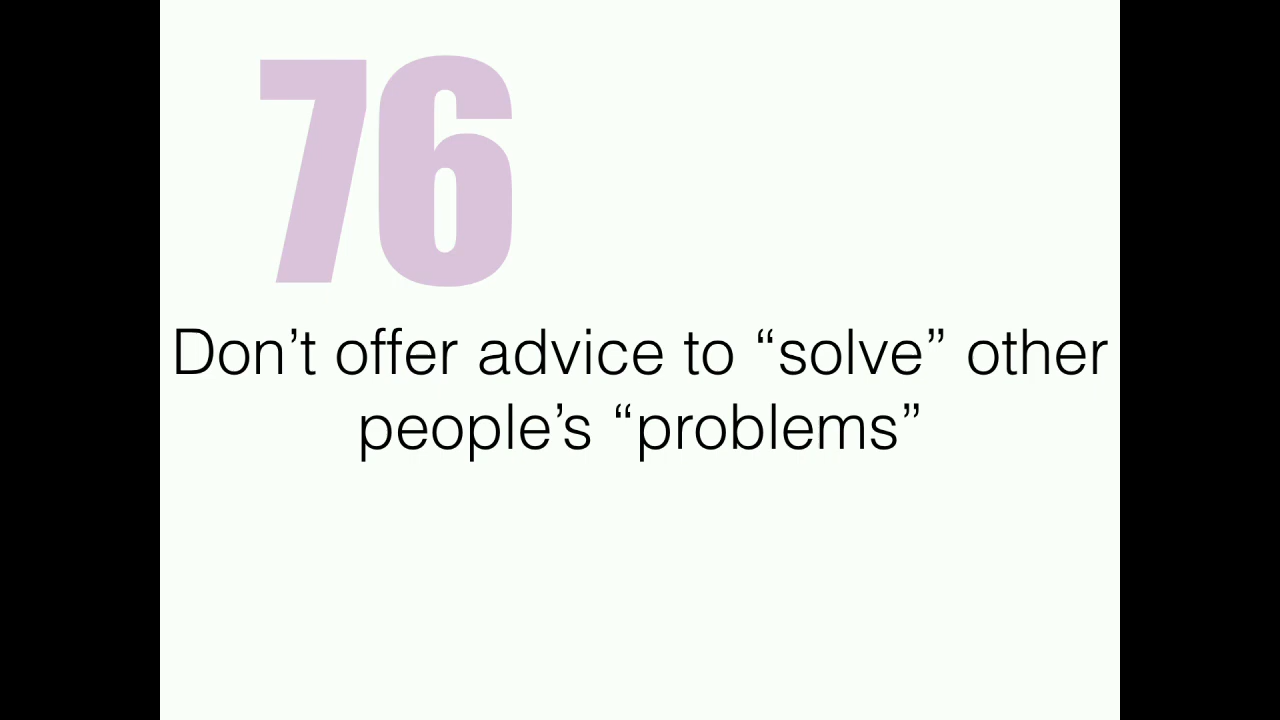 76
Don’t offer advice to “solve” other
people’s “problems”